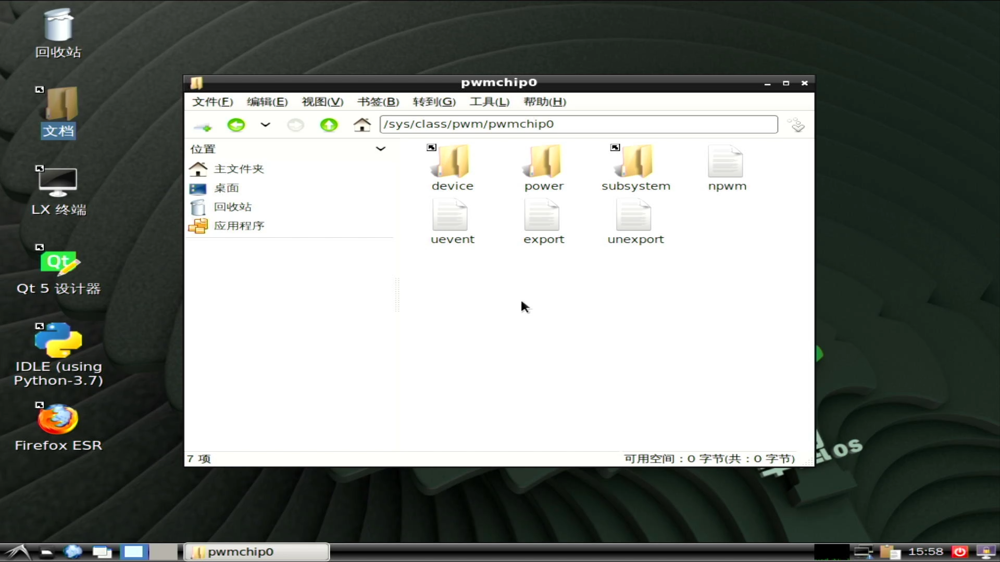 回收站
文档
LX 终端
Qt
Qt 5 设计器
IDLE (using
Python-3.7)
Firefox ESR
pwmchip0
文件(F) 编辑(E) 视图(V) 书签(B) 转到(G) 工具(L) 帮助(H)
/sys/class/pwm/pwmchip0
位置
主文件夹
桌面
回收站
应用程序
device power subsystem npwm
uevent export unexport
7 项
可用空间：0 字节(共：0 字节)
pwmchip0
15:58